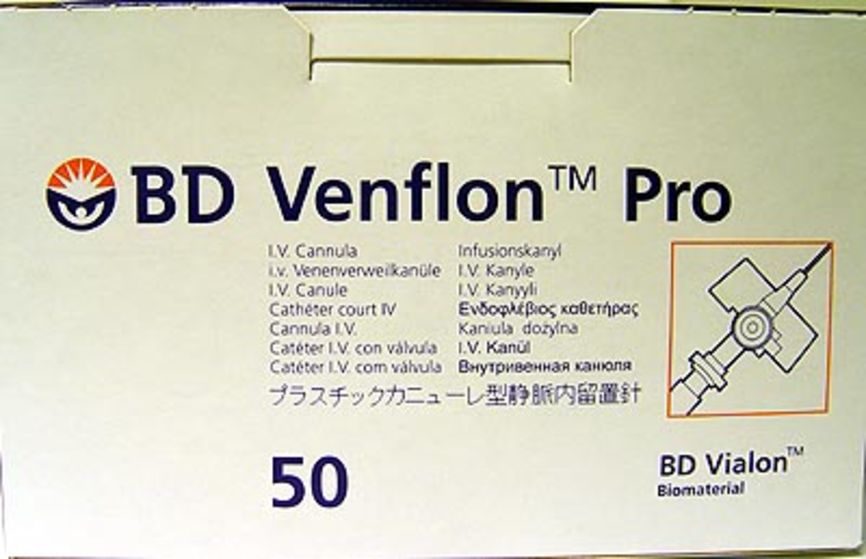 BD Venflon™ Pro
I.V. Cannula
i.v. Venenverweilkanüle
I.V. Canule
Cathéter court IV
Cannula I.V.
Catéter I.V. con válvula
Catéter I.V. com válvula
Infusionskanyl
I.V. Kanyle
I.V. Kanyyli
Ενδοφλέβιος καθετήρας
Kaniula dożylna
I.V. Kanül
Внутривенная канюля
プラスチックカニューレ型静脈内留置針
50
BD Vialon™
Biomaterial